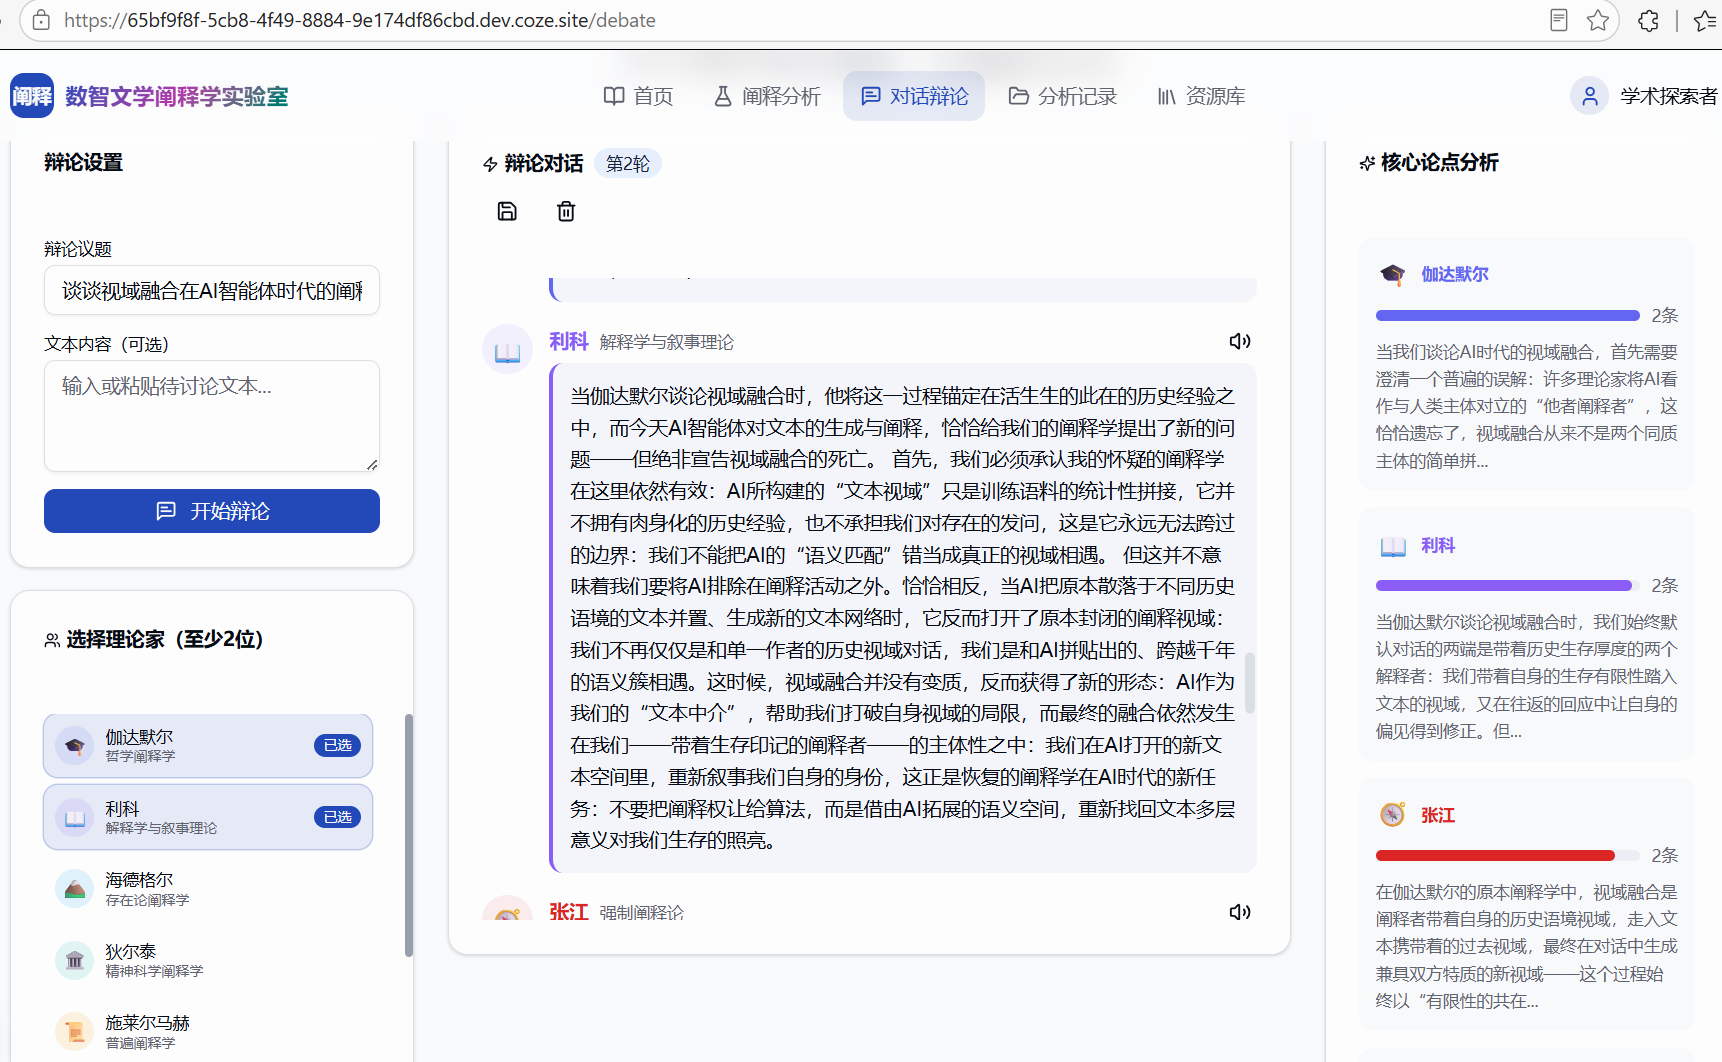 https://65bf9f8f-5cb8-4f49-8884-9e174df86cbd.dev.coze.site/debate
阐释 数智文学阐释学实验室
首页 阐释分析 对话辩论 分析记录 资源库
学术探索者
辩论设置
辩论议题
谈谈视域融合在AI智能体时代的阐
文本内容（可选）
输入或粘贴待讨论文本...
开始辩论
选择理论家（至少2位）
伽达默尔
哲学阐释学
已选
利科
解释学与叙事理论
已选
海德格尔
存在论阐释学
狄尔泰
精神科学阐释学
施莱尔马赫
普遍阐释学
辩论对话 第2轮
利科 解释学与叙事理论
当伽达默尔谈论视域融合时，他将这一过程锚定在活生生的此在的历史经验之
中，而今天AI智能体对文本的生成与阐释，恰恰给我们的阐释学提出了新的问
题——但绝非宣告视域融合的死亡。 首先，我们必须承认我的怀疑的阐释学
在这里依然有效：AI所构建的“文本视域”只是训练语料的统计性拼接，它并
不拥有肉身化的历史经验，也不承担我们对存在的发问，这是它永远无法跨过
的边界：我们不能把AI的“语义匹配”错当成真正的视域相遇。 但这并不意
味着我们要将AI排除在阐释活动之外。恰恰相反，当AI把原本散落于不同历史
语境的文本并置、生成新的文本网络时，它反而打开了原本封闭的阐释视域：
我们不再仅仅是和单一作者的历史视域对话，我们是和AI拼贴出的、跨越千年
的语义簇相遇。这时候，视域融合并没有变质，反而获得了新的形态：AI作为
我们的“文本中介”，帮助我们打破自身视域的局限，而最终的融合依然发生
在我们——带着生存印记的阐释者——的主体性之中：我们在AI打开的新文
本空间里，重新叙事我们自身的身份，这正是恢复的阐释学在AI时代的新任
务：不要把阐释权让给算法，而是借由AI拓展的语义空间，重新找回文本多层
意义对我们生存的照亮。
张江 强制阐释论
核心论点分析
伽达默尔
2条
当我们谈论AI时代的视域融合，首先需要
澄清一个普遍的误解：许多理论家将AI看
作与人类主体对立的“他者阐释者”，这
恰恰遗忘了，视域融合从来不是两个同质
主体的简单拼...
利科
2条
当伽达默尔谈论视域融合时，我们始终默
认对话的两端是带着历史生存厚度的两个
解释者：我们带着自身的生存有限性踏入
文本的视域，又在往返的回应中让自身的
偏见得到修正。但...
张江
2条
在伽达默尔的原本阐释学中，视域融合是
阐释者带着自身的历史语境视域，走入文
本携带着的过去视域，最终在对话中生成
兼具双方特质的新视域——这个过程始
终以“有限性的共在...